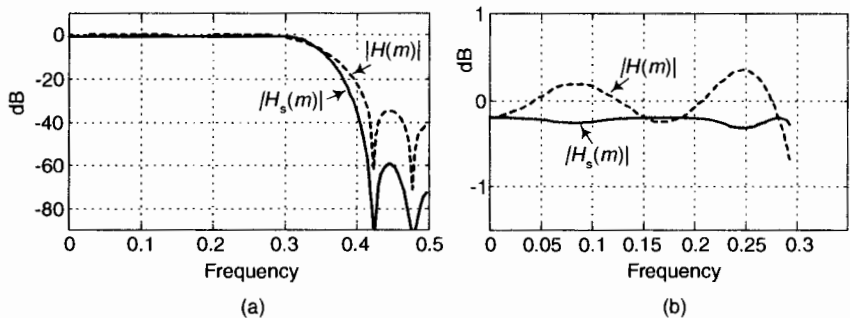 0
-20
-40
-60
-80
dB
|H(m)|
|Hs(m)|
0 0.1 0.2 0.3 0.4 0.5
Frequency
(a)
1
0
-1
dB
|H(m)|
|Hs(m)|
0 0.05 0.1 0.15 0.2 0.25 0.3
Frequency
(b)